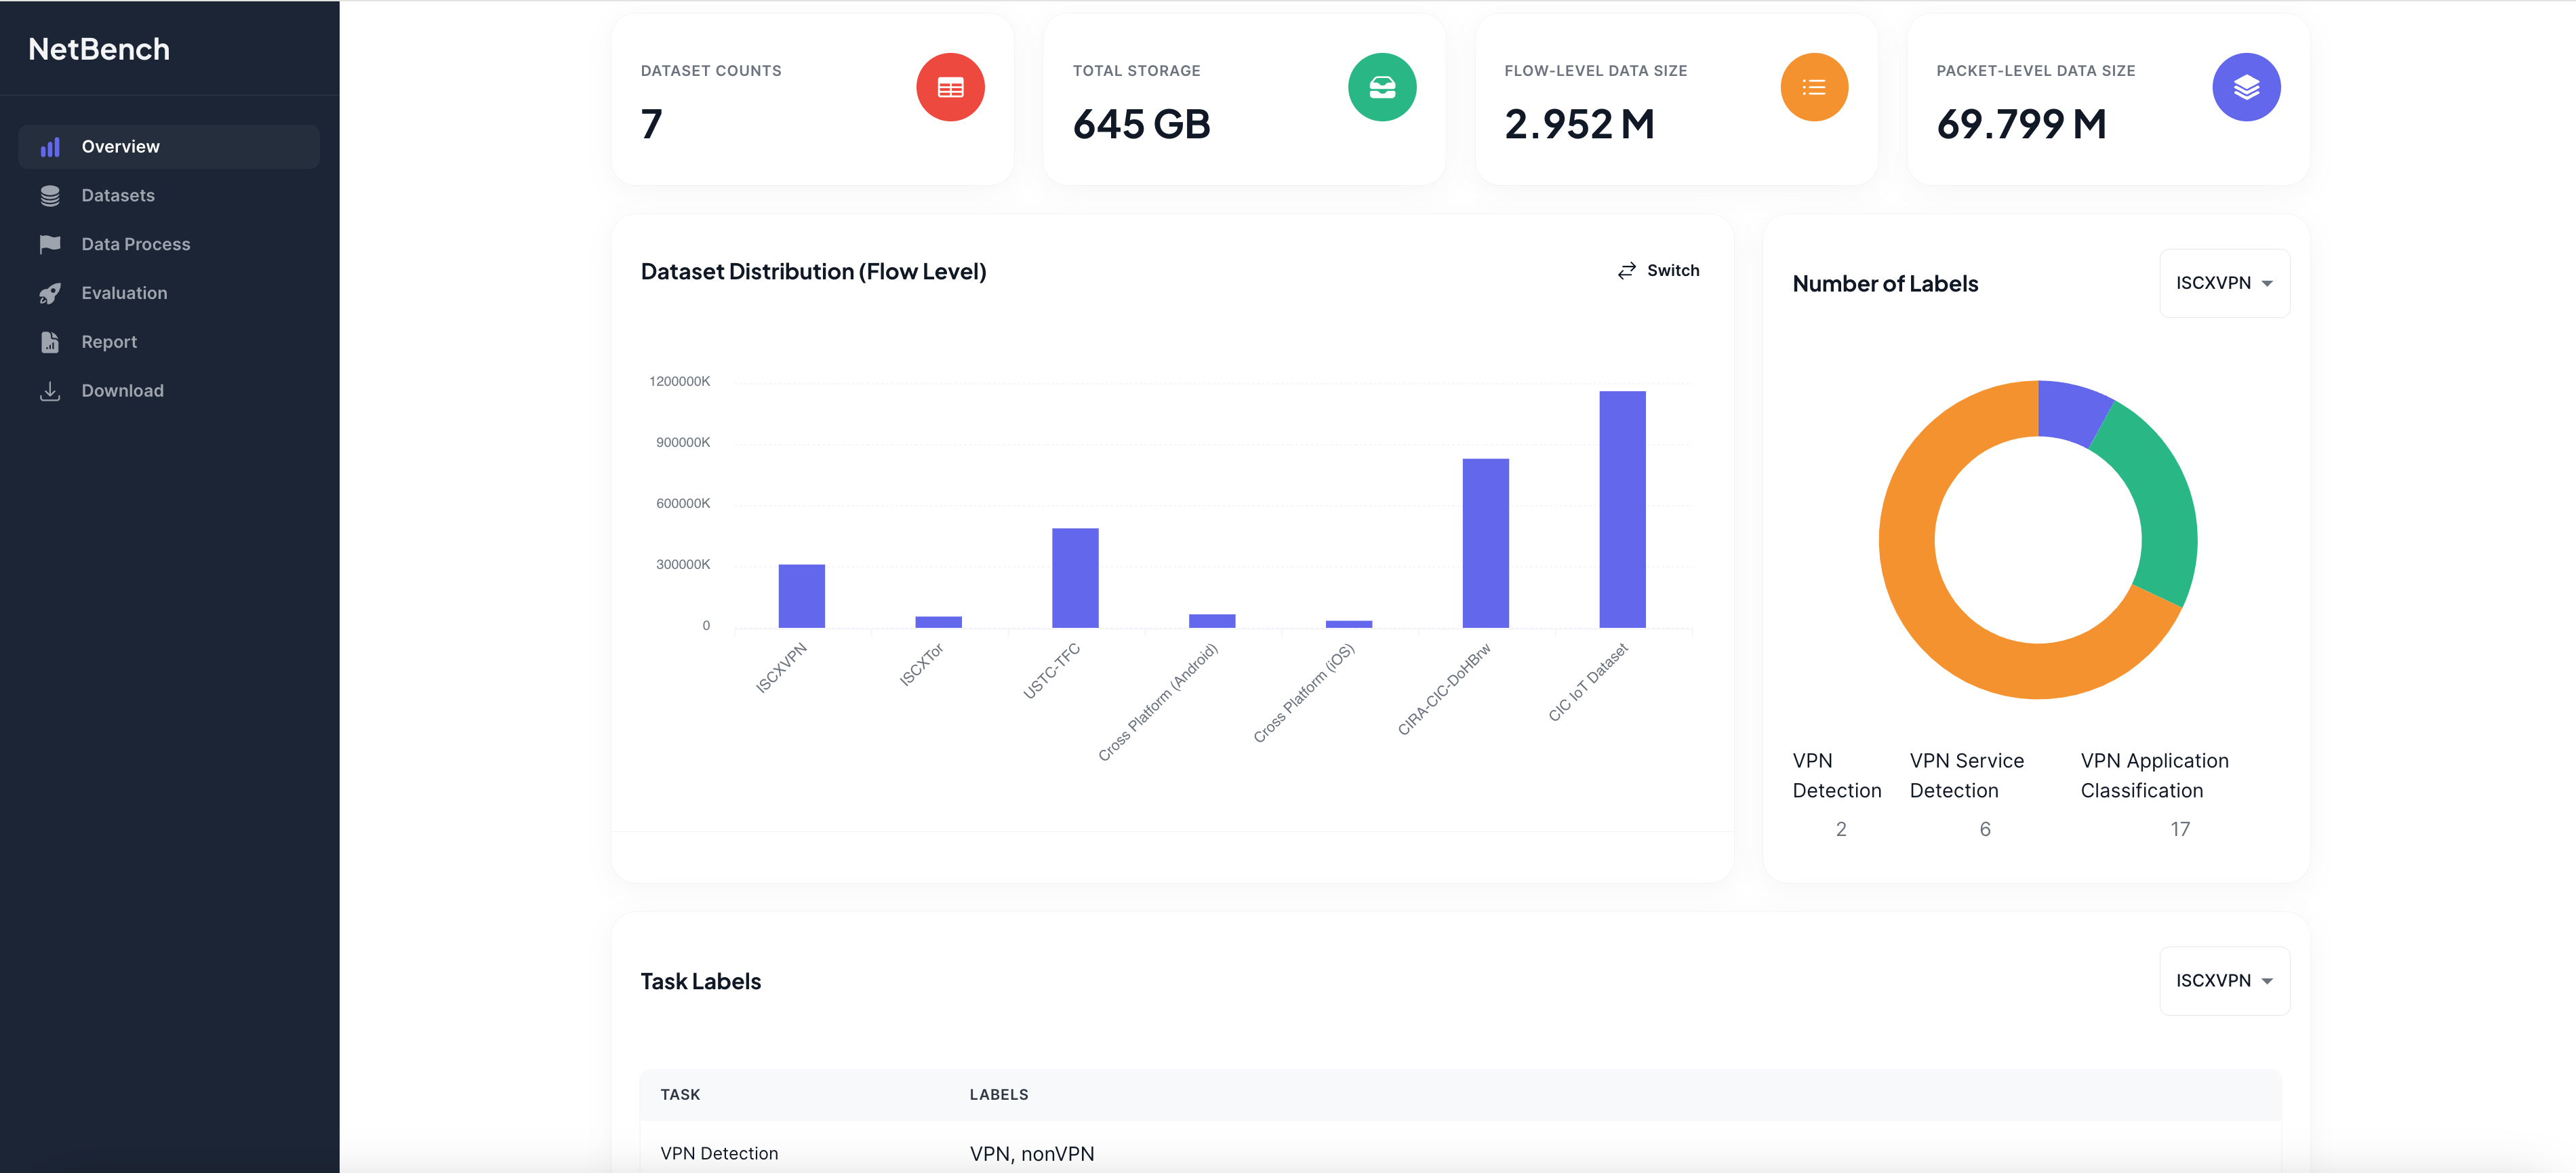 NetBench
Overview
Datasets
Data Process
Evaluation
Report
Download
DATASET COUNTS
7
TOTAL STORAGE
645 GB
FLOW-LEVEL DATA SIZE
2.952 M
PACKET-LEVEL DATA SIZE
69.799 M
Dataset Distribution (Flow Level)
Switch
1200000K
900000K
600000K
300000K
0
ISCXVPN
ISCXTor
USTC-TFC
Cross Platform (Android)
Cross Platform (iOS)
CIRA-CIC-DoHBrw
CIC IoT Dataset
Number of Labels
ISCXVPN
VPN
Detection
2
VPN Service
Detection
6
VPN Application
Classification
17
Task Labels
ISCXVPN
TASK
LABELS
VPN Detection
VPN, nonVPN